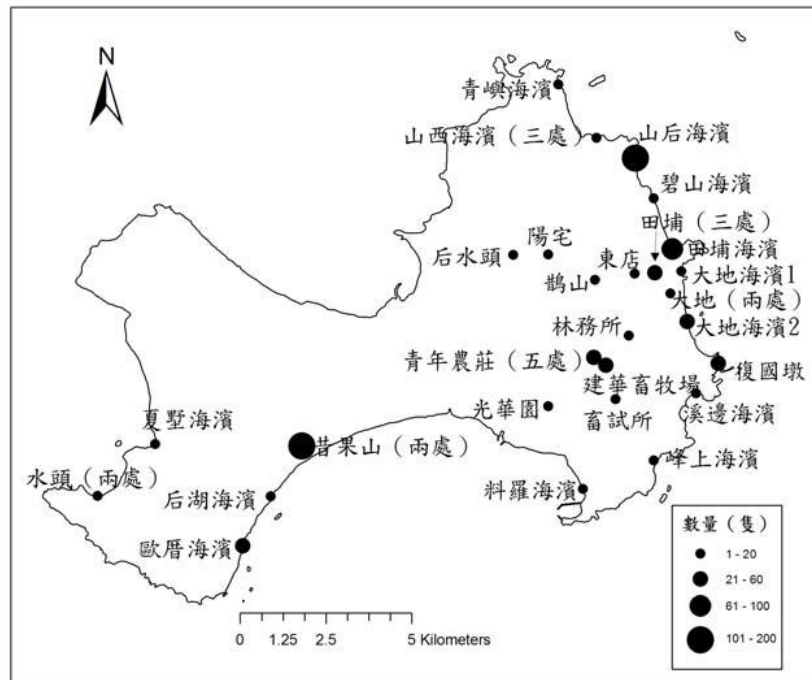 N
青嶼海濱
山西海濱（三處）
山后海濱
碧山海濱
田埔（三處）
田埔海濱
后水頭
陽宅
鵲山
東店
大地海濱1
大地（兩處）
大地海濱2
林務所
青年農莊（五處）
建華畜牧場
復國墩
光華園
畜試所
溪邊海濱
夏墅海濱
昔果山（兩處）
水頭（兩處）
后湖海濱
料羅海濱
峰上海濱
歐厝海濱
數量（隻）
1 - 20
21 - 60
61 - 100
101 - 200
0 1.25 2.5 5 Kilometers